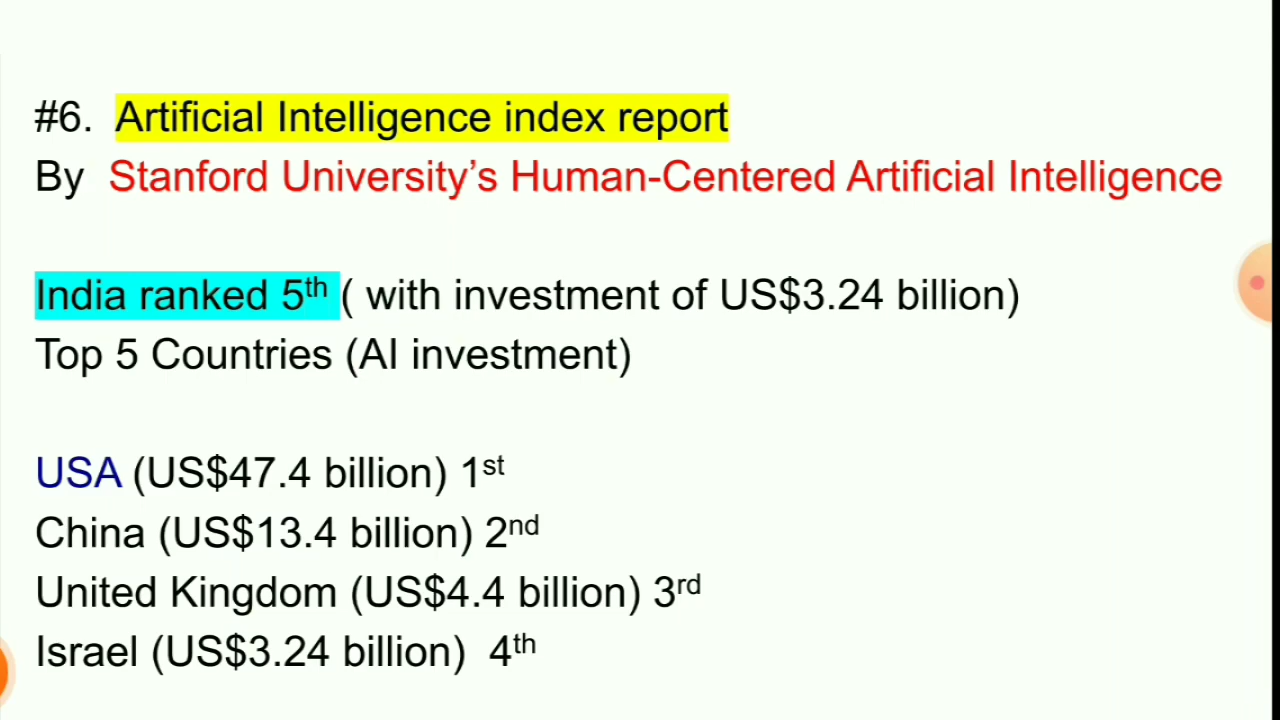 #6. Artificial Intelligence index report
By Stanford University’s Human-Centered Artificial Intelligence
India ranked 5th ( with investment of US$3.24 billion)
Top 5 Countries (AI investment)
USA (US$47.4 billion) 1st
China (US$13.4 billion) 2nd
United Kingdom (US$4.4 billion) 3rd
Israel (US$3.24 billion) 4th